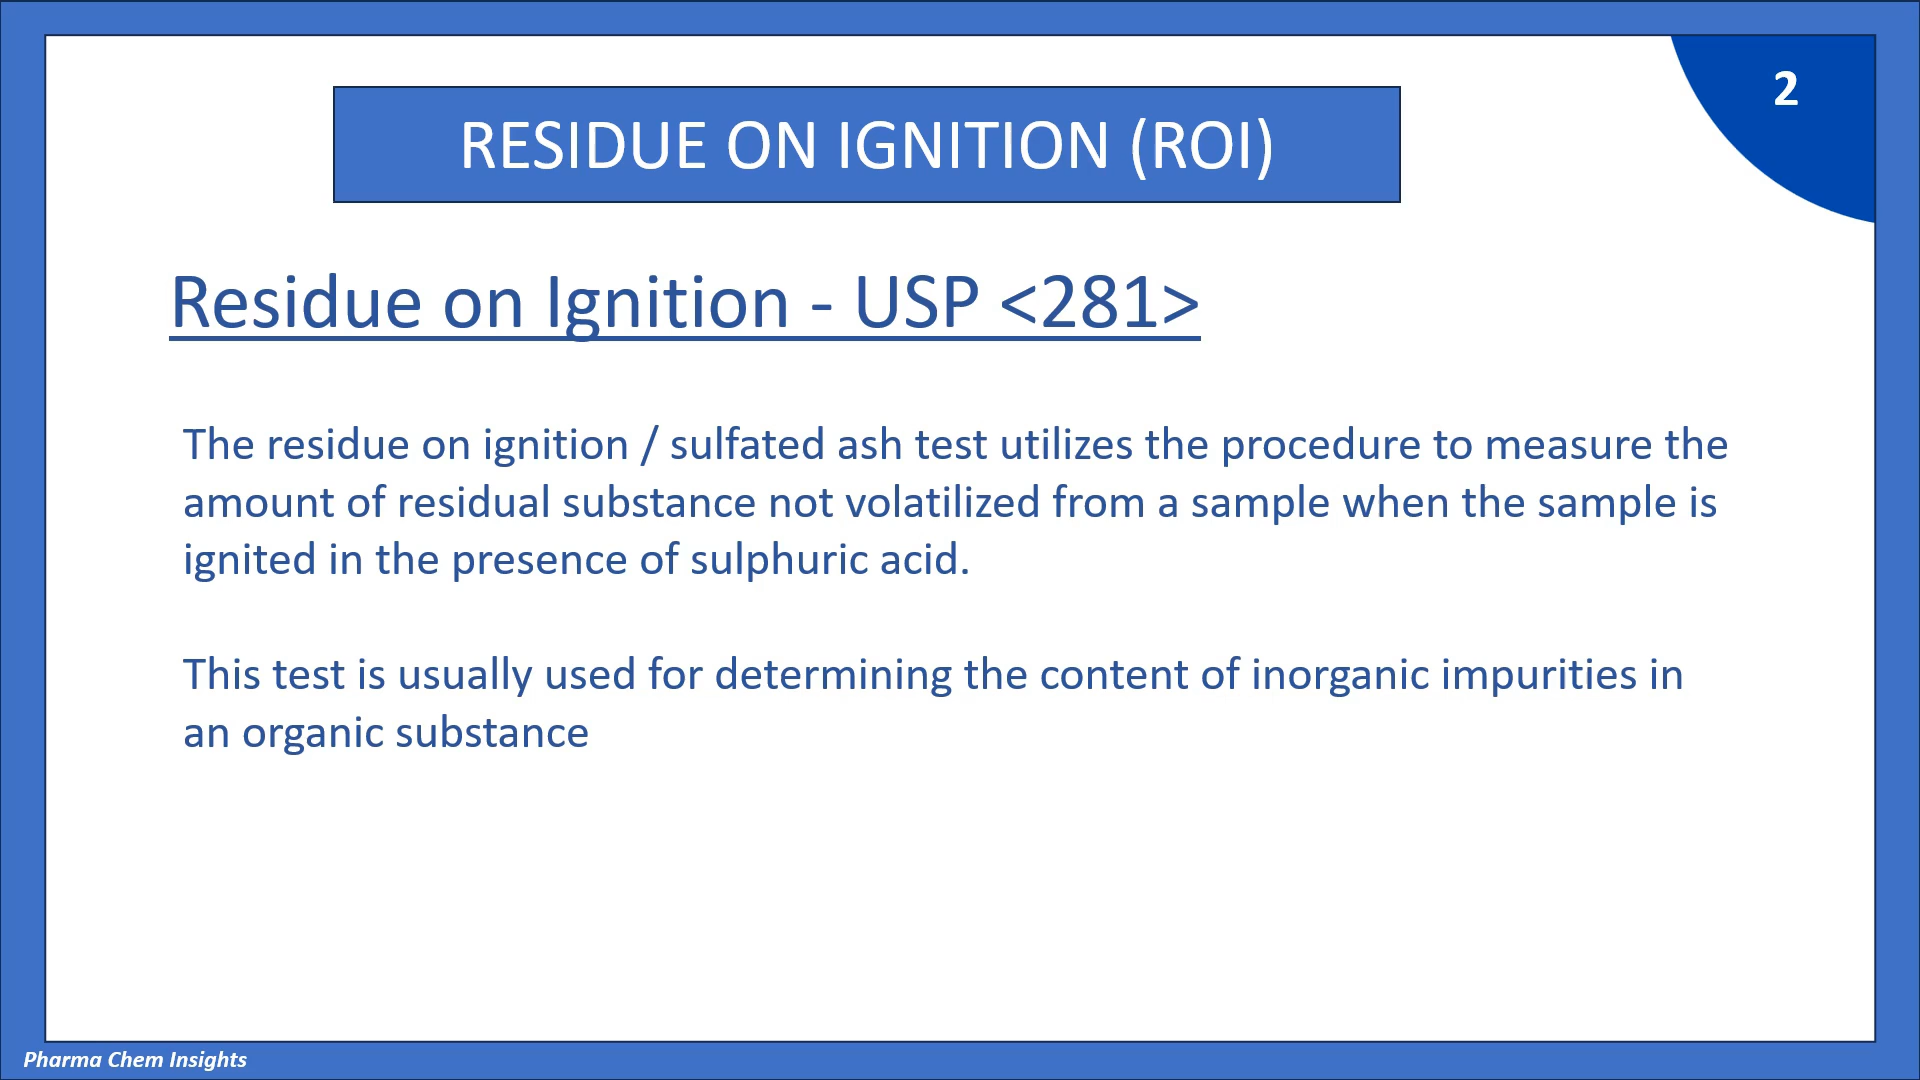 2
RESIDUE ON IGNITION (ROI)
Residue on Ignition - USP <281>
The residue on ignition / sulfated ash test utilizes the procedure to measure the
amount of residual substance not volatilized from a sample when the sample is
ignited in the presence of sulphuric acid.
This test is usually used for determining the content of inorganic impurities in
an organic substance
Pharma Chem Insights